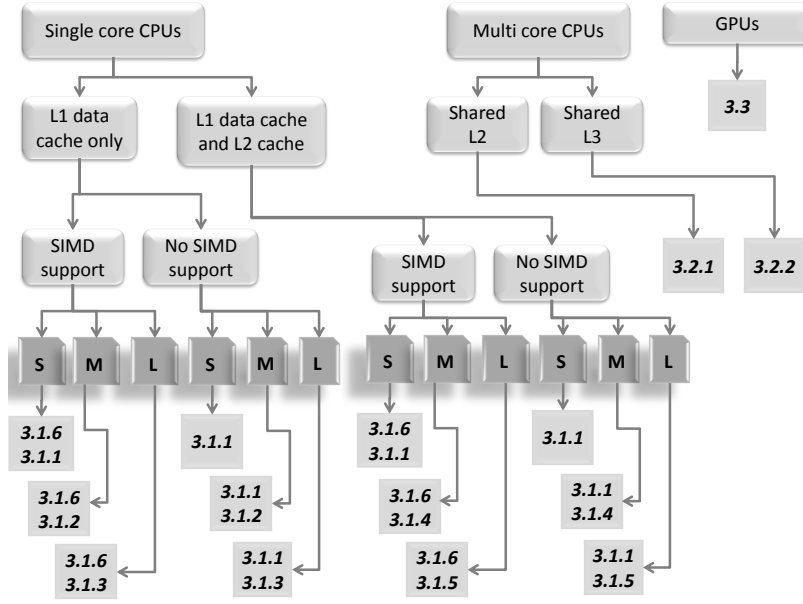 Single core CPUs
Multi core CPUs
GPUs
L1 data
cache only
L1 data cache
and L2 cache
Shared
L2
Shared
L3
3.3
SIMD
support
No SIMD
support
SIMD
support
No SIMD
support
3.2.1
3.2.2
S
M
L
S
M
L
S
M
L
S
M
L
3.1.6
3.1.1
3.1.1
3.1.6
3.1.1
3.1.1
3.1.6
3.1.2
3.1.1
3.1.2
3.1.6
3.1.4
3.1.1
3.1.4
3.1.6
3.1.3
3.1.1
3.1.3
3.1.6
3.1.5
3.1.1
3.1.5